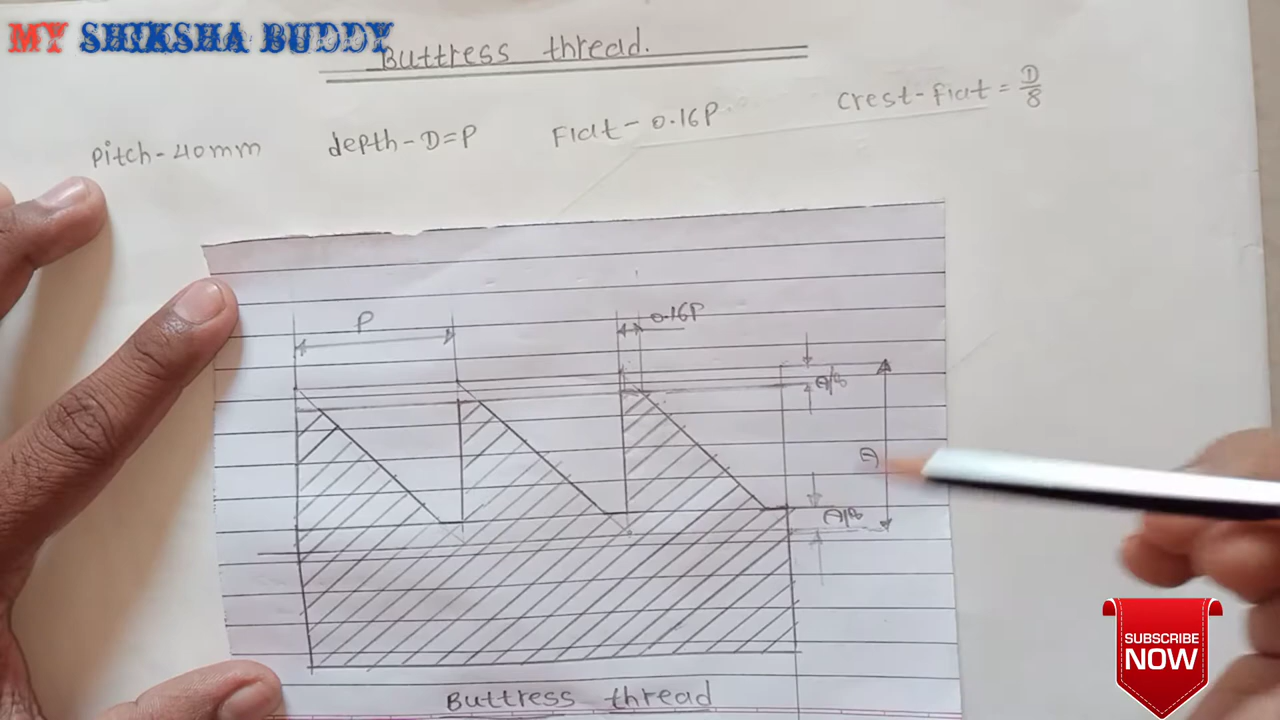 MY SHIKSHA BUDDY
Buttress thread.
pitch-40mm depth-D=P Flat-0.16P Crest-flat=D/8
P
0.16P
D/8
D
D/8
Buttress thread
SUBSCRIBE
NOW